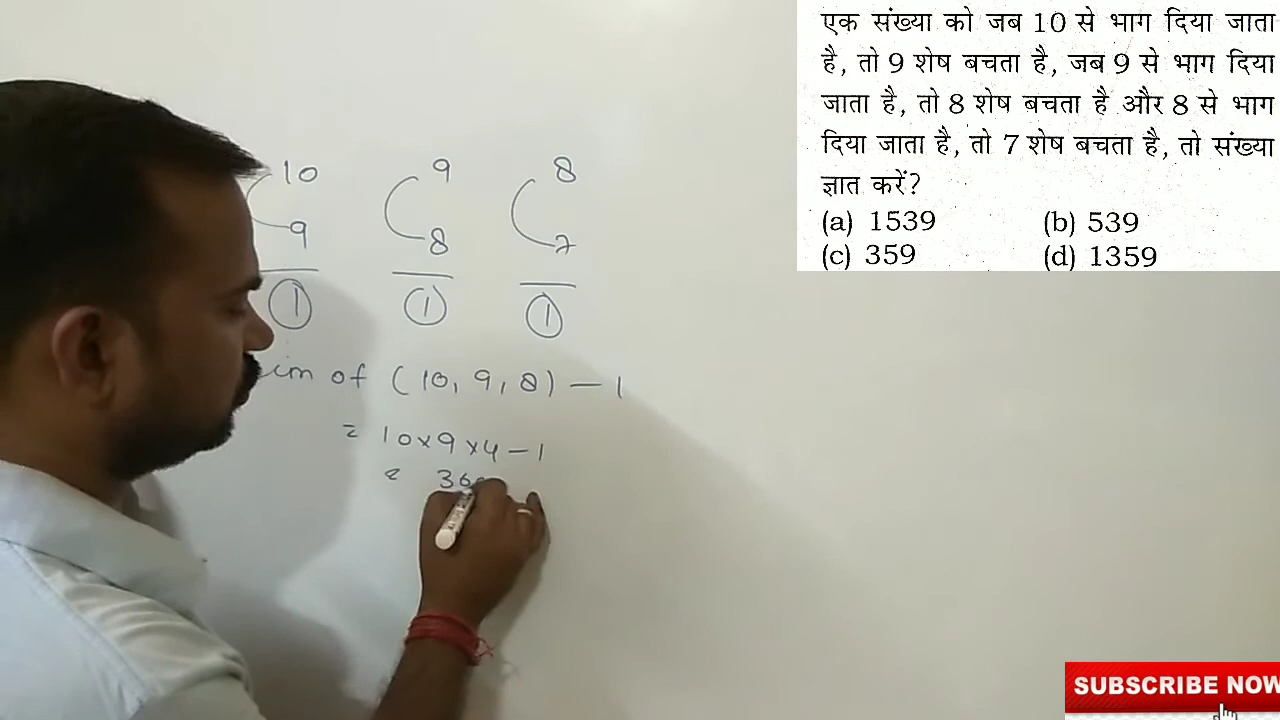 एक संख्या को जब 10 से भाग दिया जाता
है, तो 9 शेष बचता है, जब 9 से भाग दिया
जाता है, तो 8 शेष बचता है और 8 से भाग
दिया जाता है, तो 7 शेष बचता है, तो संख्या
ज्ञात करें?
(a) 1539 (b) 539
(c) 359 (d) 1359
10 9 8
9 8 7
1 1 1
of (10, 9, 8) - 1
= 10×9×4-1
= 36
SUBSCRIBE NOW